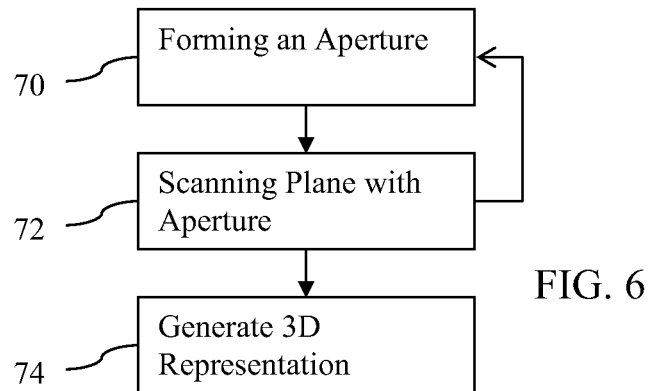 Forming an Aperture
70
Scanning Plane with
Aperture
72
FIG. 6
Generate 3D
Representation
74